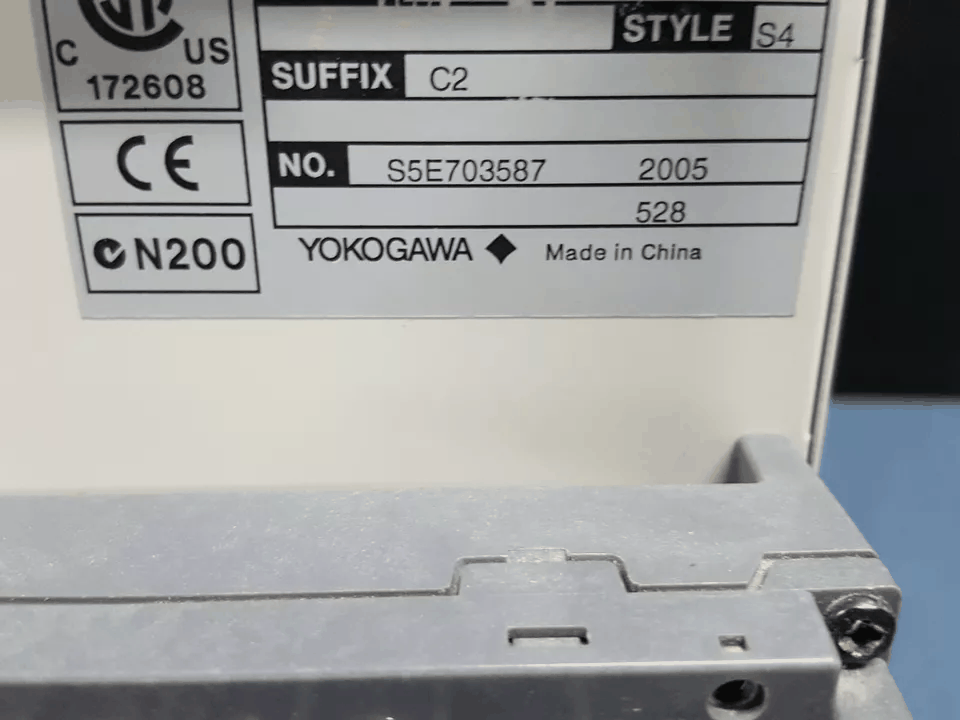 C US
172608
CE
N200
STYLE S4
SUFFIX C2
NO. S5E703587 2005
528
YOKOGAWA Made in China